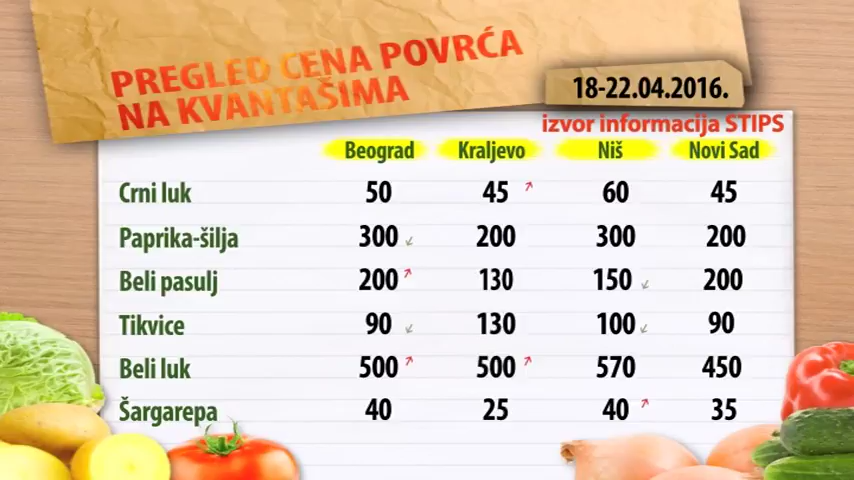 PREGLED CENA POVRĆA
NA KVANTAŠIMA
18-22.04.2016.
izvor informacija STIPS
Beograd Kraljevo Niš Novi Sad
Crni luk 50 45 60 45
Paprika-šilja 300 200 300 200
Beli pasulj 200 130 150 200
Tikvice 90 130 100 90
Beli luk 500 500 570 450
Šargarepa 40 25 40 35